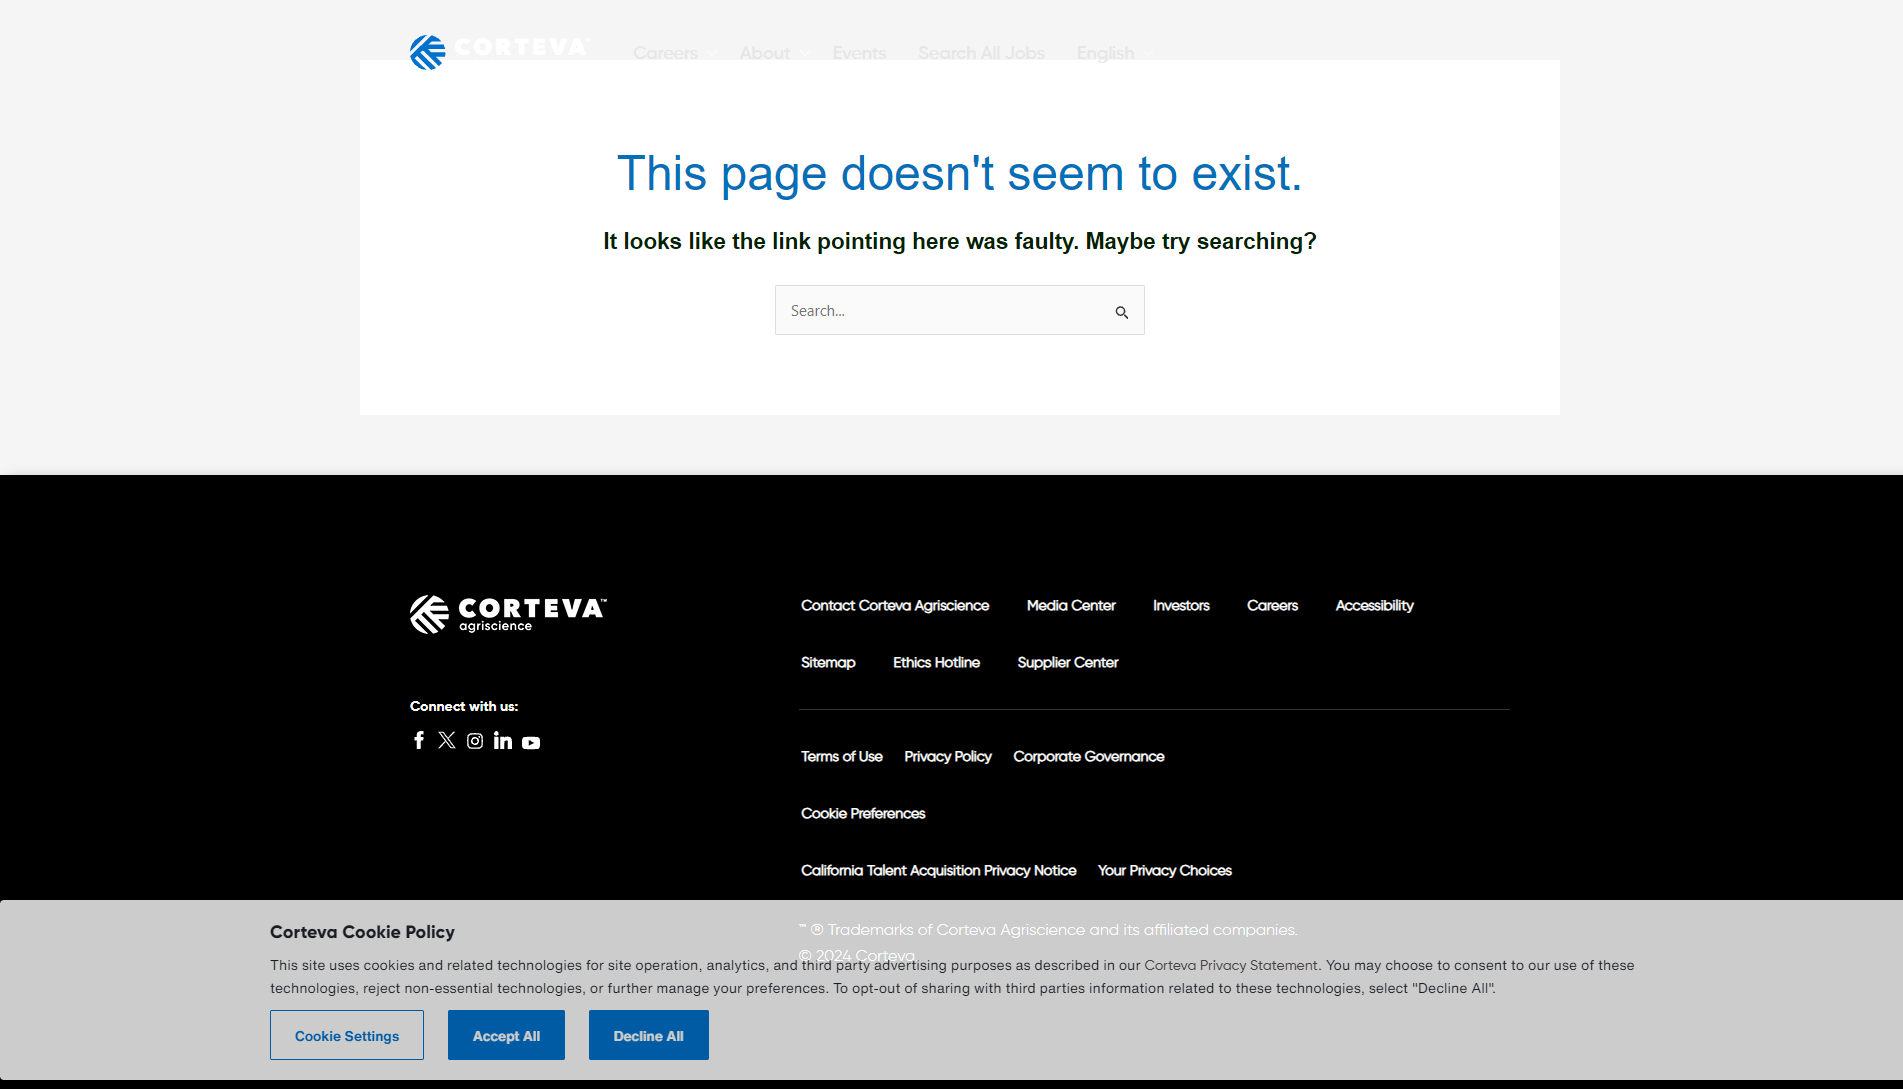 CORTEVA
Careers About Events Search All Jobs English
This page doesn't seem to exist.
It looks like the link pointing here was faulty. Maybe try searching?
Search...
CORTEVA™
agriscience
Contact Corteva Agriscience Media Center Investors Careers Accessibility
Sitemap Ethics Hotline Supplier Center
Connect with us:
Terms of Use Privacy Policy Corporate Governance
Cookie Preferences
California Talent Acquisition Privacy Notice Your Privacy Choices
™ ® Trademarks of Corteva Agriscience and its affiliated companies.
© 2024 Corteva
Corteva Cookie Policy
This site uses cookies and related technologies for site operation, analytics, and third party advertising purposes as described in our Corteva Privacy Statement. You may choose to consent to our use of these
technologies, reject non-essential technologies, or further manage your preferences. To opt-out of sharing with third parties information related to these technologies, select "Decline All".
Cookie Settings Accept All Decline All